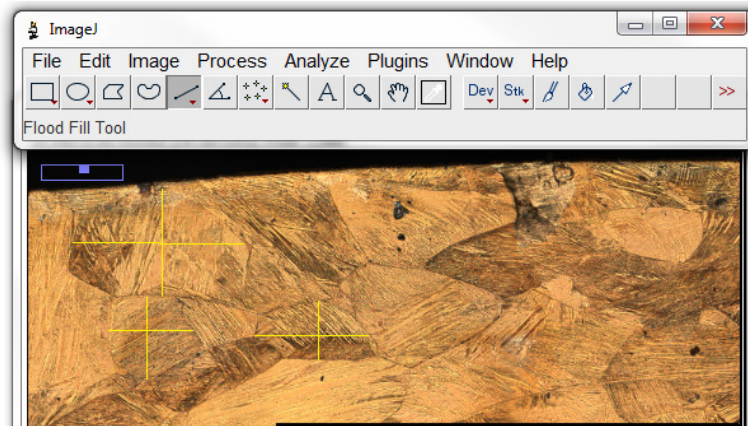 ImageJ
File Edit Image Process Analyze Plugins Window Help
A Dev Stk >>
Flood Fill Tool